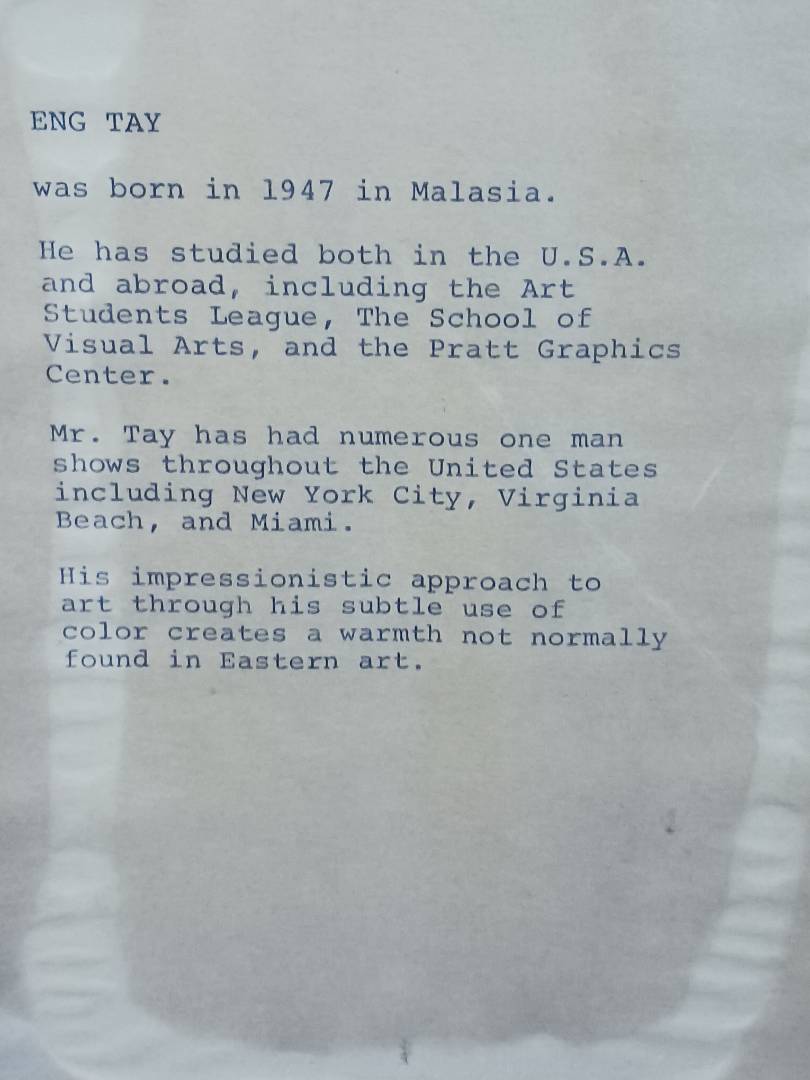 ENG TAY
was born in 1947 in Malasia.
He has studied both in the U.S.A.
and abroad, including the Art
Students League, The School of
Visual Arts, and the Pratt Graphics
Center.
Mr. Tay has had numerous one man
shows throughout the United States
including New York City, Virginia
Beach, and Miami.
His impressionistic approach to
art through his subtle use of
color creates a warmth not normally
found in Eastern art.